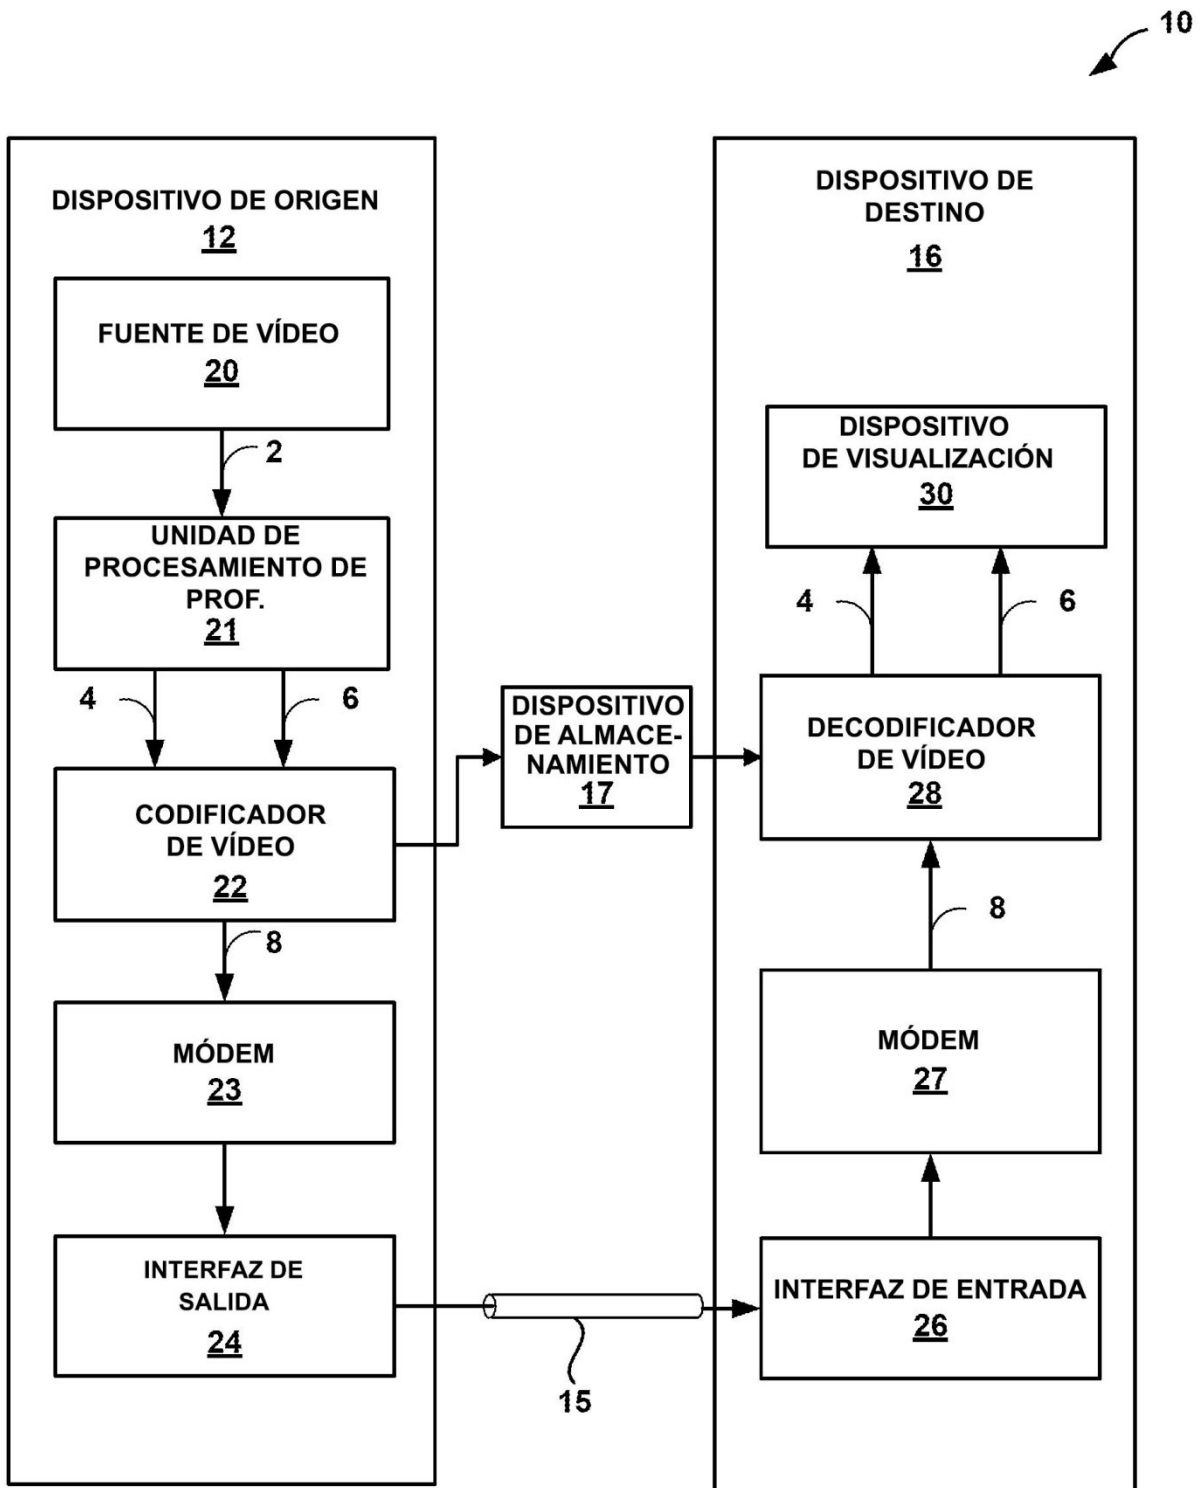 10
DISPOSITIVO DE ORIGEN
12
FUENTE DE VÍDEO
20
2
UNIDAD DE
PROCESAMIENTO DE
PROF.
21
4
6
CODIFICADOR
DE VÍDEO
22
8
MÓDEM
23
INTERFAZ DE
SALIDA
24
DISPOSITIVO
DE ALMACE-
NAMIENTO
17
15
DISPOSITIVO DE
DESTINO
16
DISPOSITIVO
DE VISUALIZACIÓN
30
4
6
DECODIFICADOR
DE VÍDEO
28
8
MÓDEM
27
INTERFAZ DE ENTRADA
26